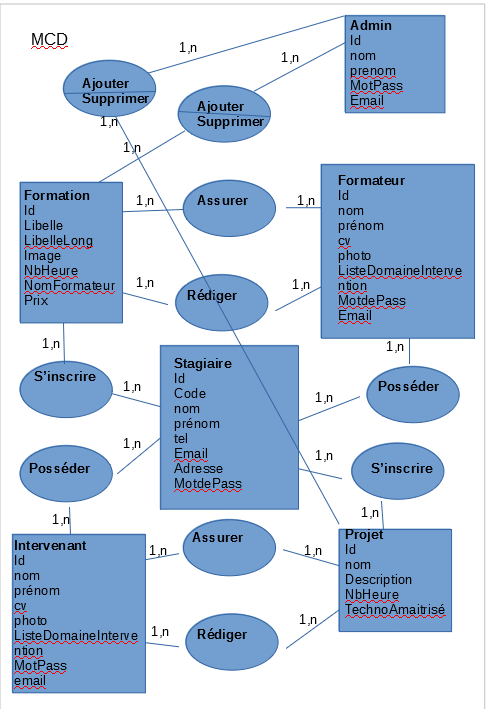 MCD
Admin
Id
nom
prenom
MotPass
Email
1,n
1,n
Ajouter
Supprimer
1,n
Ajouter
Supprimer
1,n
Formation
Id
Libelle
LibelleLong
Image
NbHeure
NomFormateur
Prix
1,n
Assurer
1,n
Formateur
Id
nom
prénom
cv
photo
ListeDomaineInterve
ntion
MotdePass
Email
1,n
Rédiger
1,n
1,n
S'inscrire
1,n
Stagiaire
Id
Code
nom
prénom
tel
Email
Adresse
MotdePass
1,n
Posséder
1,n
1,n
Posséder
1,n
1,n
S'inscrire
1,n
Intervenant
Id
nom
prénom
cv
photo
ListeDomaineInterve
ntion
MotPass
email
1,n
Assurer
1,n
Projet
Id
nom
Description
NbHeure
TechnoAmaitrisé
1,n
Rédiger
1,n